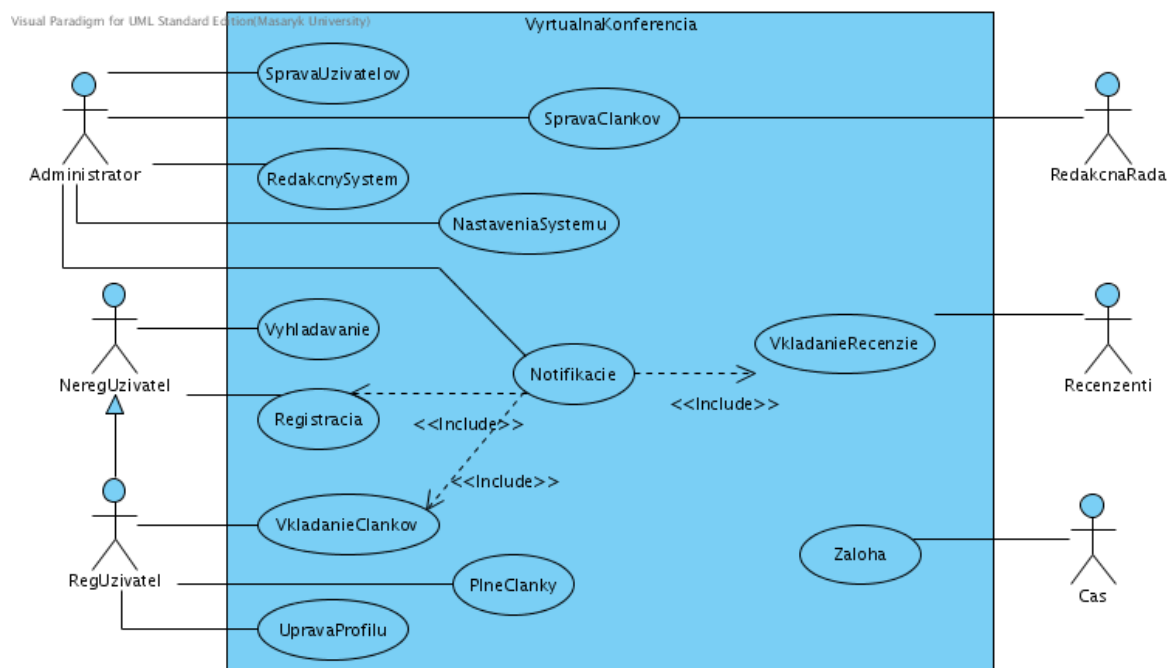 Visual Paradigm for UML Standard Edition(Masaryk University)
VyrtualnaKonferencia
SpravaUzivatelov
SpravaClankov
Administrator
RedakcnySystem
RedakcnaRada
NastaveniaSystemu
Vyhladavanie
VkladanieRecenzie
NeregUzivatel
Notifikacie
Recenzenti
Registracia
<<Include>>
<<Include>>
<<Include>>
VkladanieClankov
Zaloha
RegUzivatel
PlneClanky
Cas
UpravaProfilu